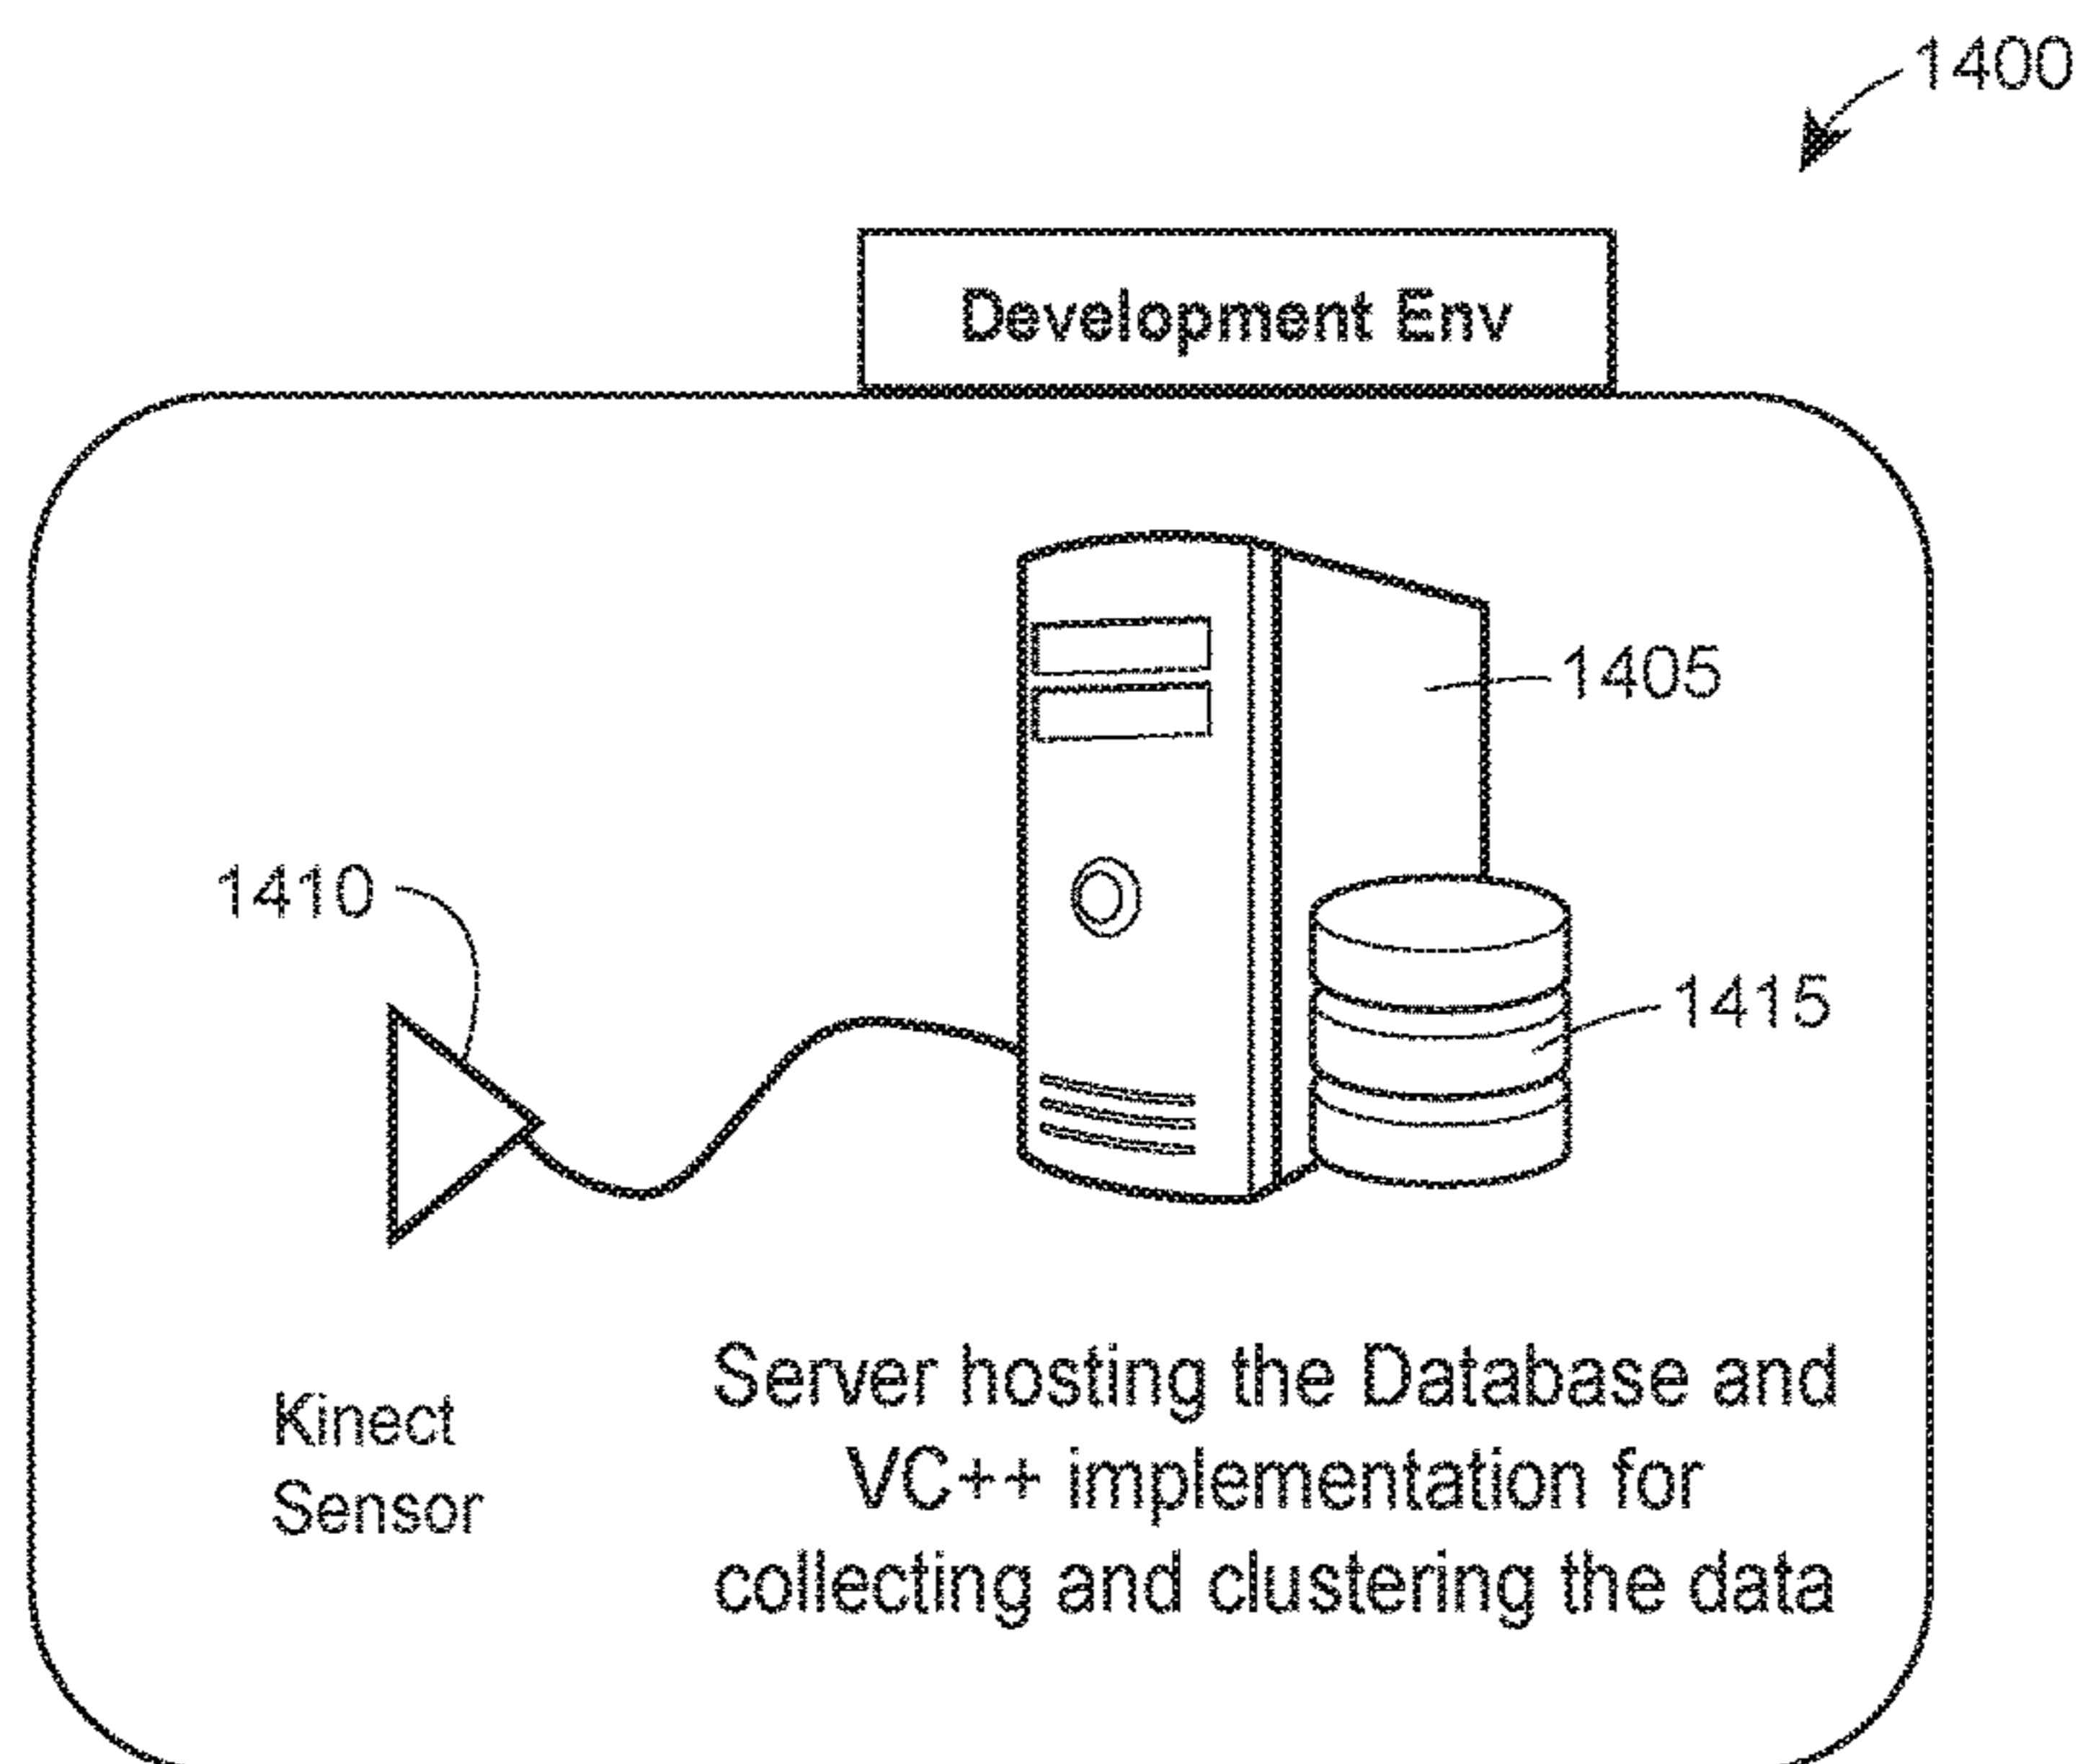 1400
Development Env
1405
1410
1415
Kinect
Sensor
Server hosting the Database and
VC++ implementation for
collecting and clustering the data